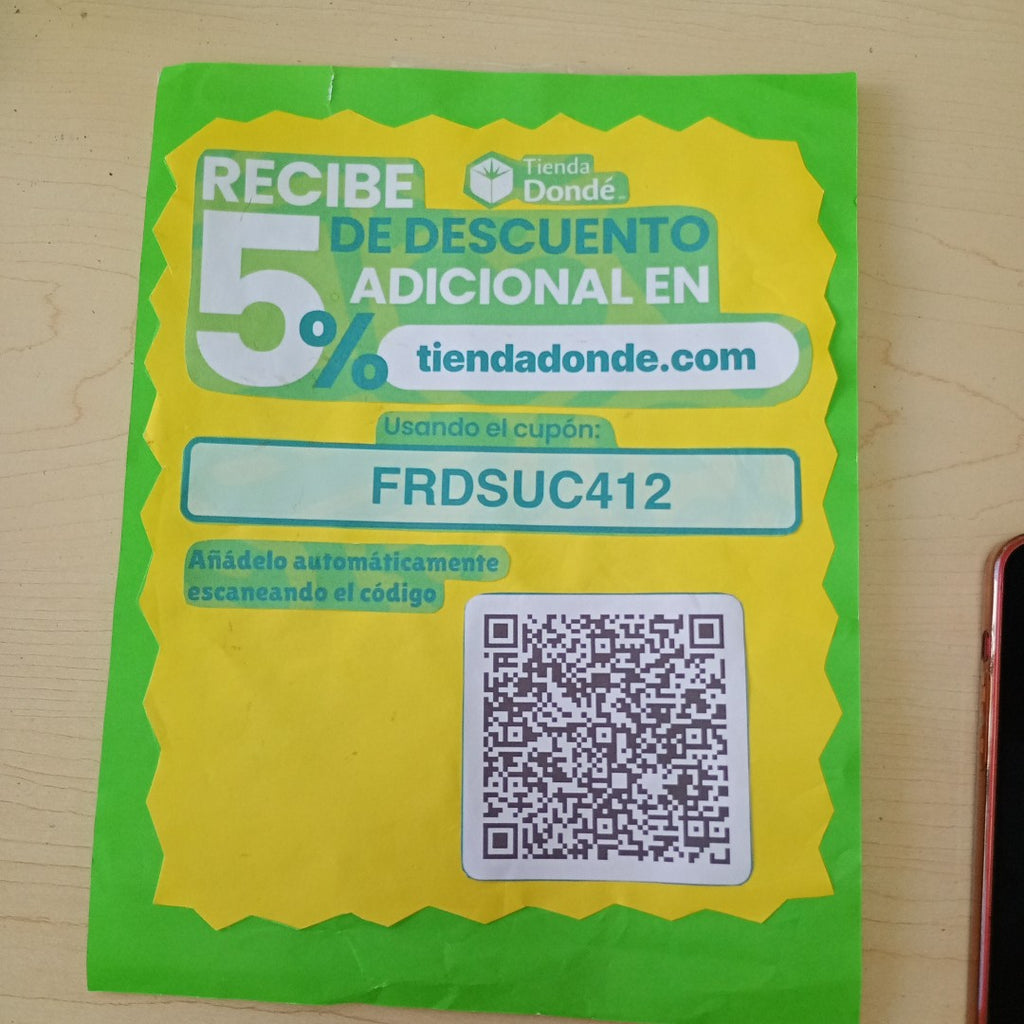 RECIBE
Tienda
Dondé
5%
DE DESCUENTO
ADICIONAL EN
tiendadonde.com
Usando el cupón:
FRDSUC412
Añádelo automáticamente
escaneando el código